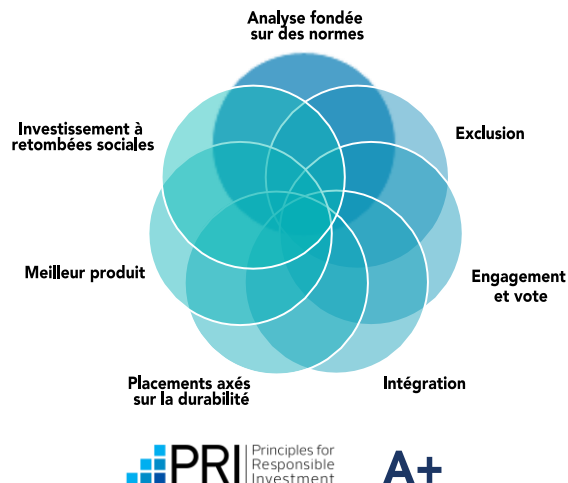 Analyse fondée
sur des normes
Investissement à
retombées sociales
Exclusion
Meilleur produit
Engagement
et vote
Placements axés
sur la durabilité
Intégration
PRI
Principles for
Responsible
Investment
A+